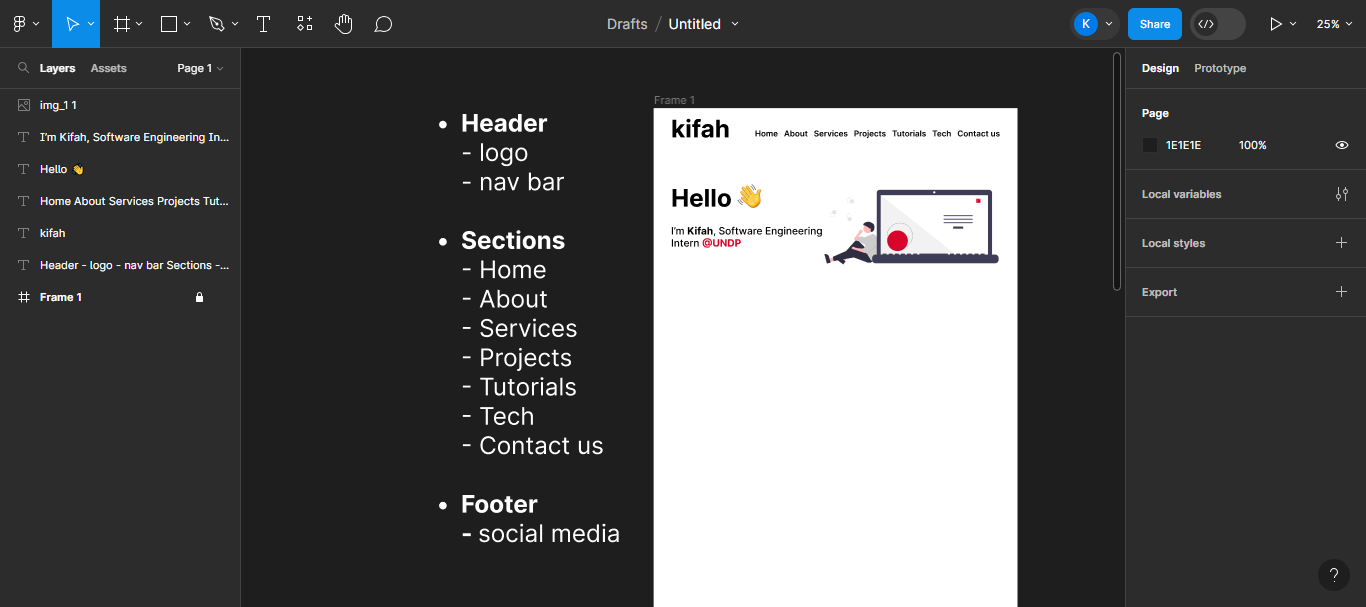 Drafts / Untitled
K
Share
25%
Layers
Assets
Page 1
img_1 1
I'm Kifah, Software Engineering In...
Hello 👋
Home About Services Projects Tut...
kifah
Header - logo - nav bar Sections -...
Frame 1
• Header
- logo
- nav bar
• Sections
- Home
- About
- Services
- Projects
- Tutorials
- Tech
- Contact us
• Footer
- social media
Frame 1
kifah
Home About Services Projects Tutorials Tech Contact us
Hello 👋
I'm Kifah, Software Engineering
Intern @UNDP
Design
Prototype
Page
1E1E1E
100%
Local variables
Local styles
Export
?